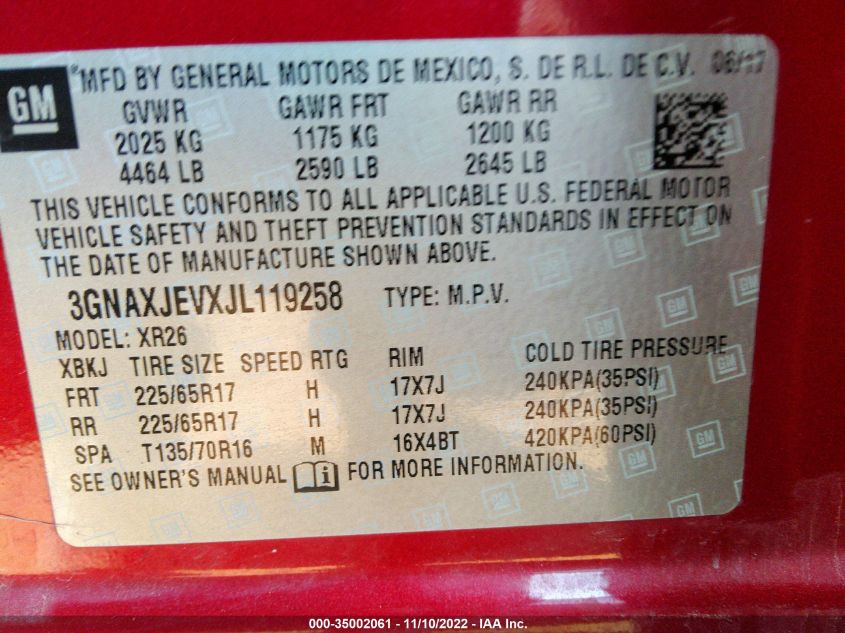 GM
MFD BY GENERAL MOTORS DE MEXICO, S. DE R.L. DE C.V. 06/17
GVWR GAWR FRT GAWR RR
2025 KG 1175 KG 1200 KG
4464 LB 2590 LB 2645 LB
THIS VEHICLE CONFORMS TO ALL APPLICABLE U.S. FEDERAL MOTOR
VEHICLE SAFETY AND THEFT PREVENTION STANDARDS IN EFFECT ON
THE DATE OF MANUFACTURE SHOWN ABOVE.
3GNAXJEVXJL119258 TYPE: M.P.V.
MODEL: XR26
XBKJ TIRE SIZE SPEED RTG RIM COLD TIRE PRESSURE
FRT 225/65R17 H 17X7J 240KPA(35PSI)
RR 225/65R17 H 17X7J 240KPA(35PSI)
SPA T135/70R16 M 16X4BT 420KPA(60PSI)
SEE OWNER'S MANUAL i FOR MORE INFORMATION.
000-35002061 - 11/10/2022 - IAA Inc.